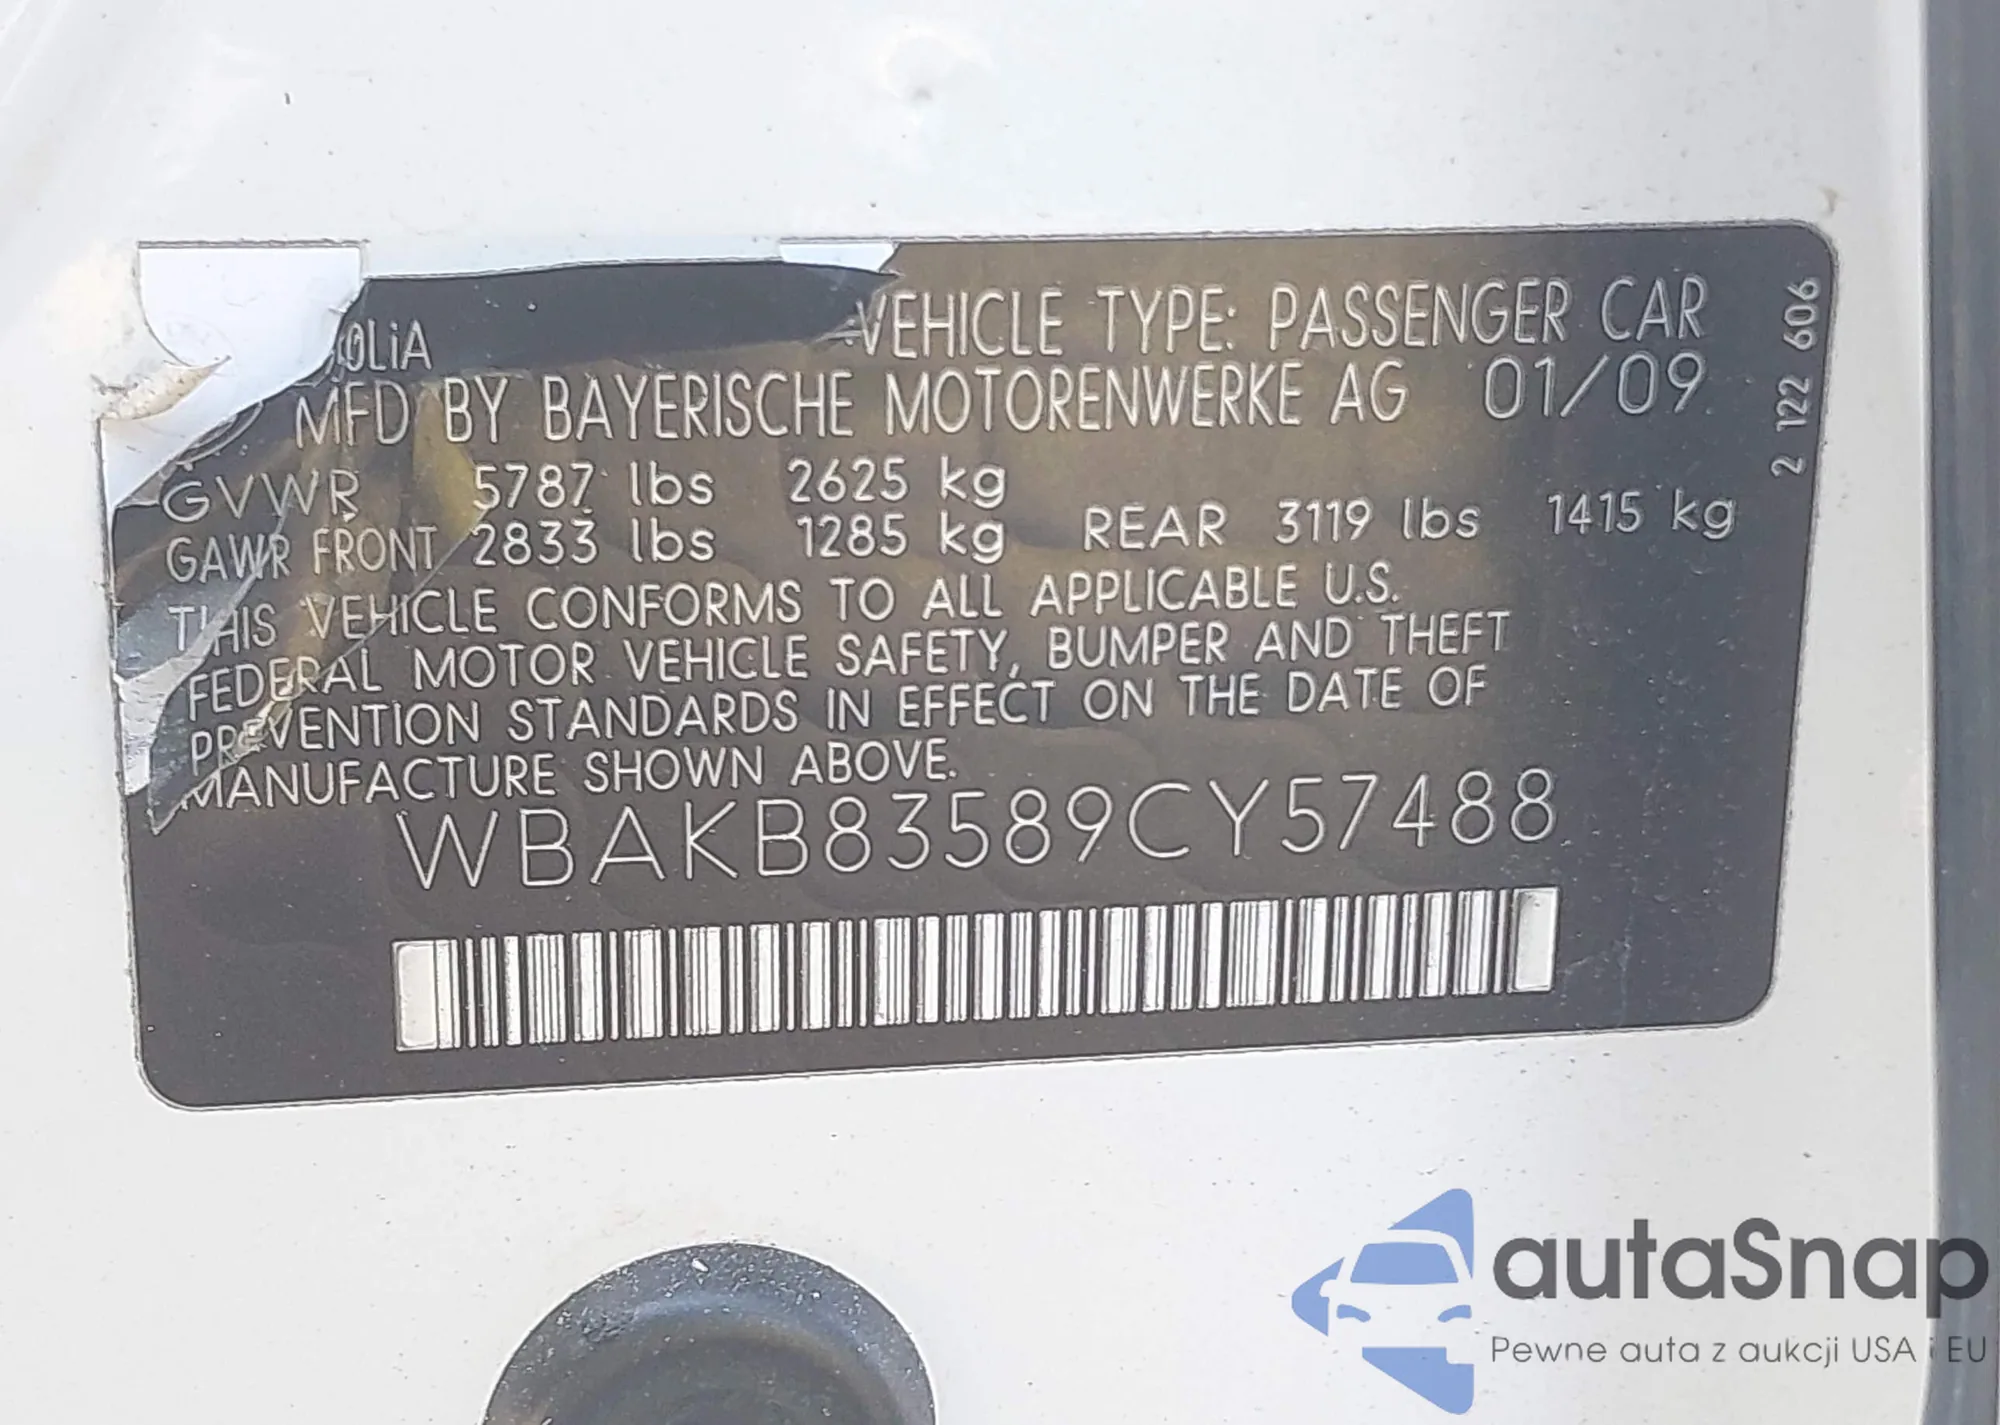 0LiA
VEHICLE TYPE: PASSENGER CAR
MFD BY BAYERISCHE MOTORENWERKE AG 01/09
GVWR 5787 lbs 2625 kg
GAWR FRONT 2833 lbs 1285 kg REAR 3119 lbs 1415 kg
THIS VEHICLE CONFORMS TO ALL APPLICABLE U.S.
FEDERAL MOTOR VEHICLE SAFETY, BUMPER AND THEFT
PREVENTION STANDARDS IN EFFECT ON THE DATE OF
MANUFACTURE SHOWN ABOVE.
WBAKB83589CY57488
2 122 606
autaSnap
Pewne auta z aukcji USA i EU